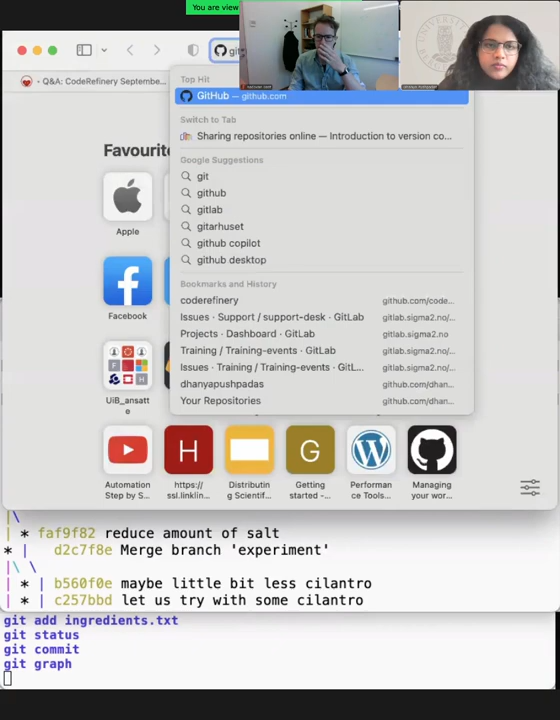 You are view
Q&A: CodeRefinery Septembe...
git
Top Hit
GitHub — github.com
Switch to Tab
Sharing repositories online — Introduction to version co...
Google Suggestions
git
github
gitlab
gitarhuset
github copilot
github desktop
Bookmarks and History
coderefinery github.com/code...
Issues · Support / support-desk · GitLab gitlab.sigma2.no/...
Projects · Dashboard · GitLab gitlab.sigma2.no
Training / Training-events · GitLab gitlab.sigma2.no/...
Issues · Training / Training-events · GitL... gitlab.sigma2.no/...
dhanyapushpadas github.com/dhan...
Your Repositories github.com/dhan...
Favourite
Apple
Facebook
UiB_ansatt
e
H
G
Automation
Step by S...
https://
ssl.linklin...
Distributin
g Scientif...
Getting
started -...
Performan
ce Tools...
Managing
your wor...
|\
| * faf9f82 reduce amount of salt
* | d2c7f8e Merge branch 'experiment'
|\ \
| * | b560f0e maybe little bit less cilantro
| * | c257bbd let us try with some cilantro
git add ingredients.txt
git status
git commit
git graph